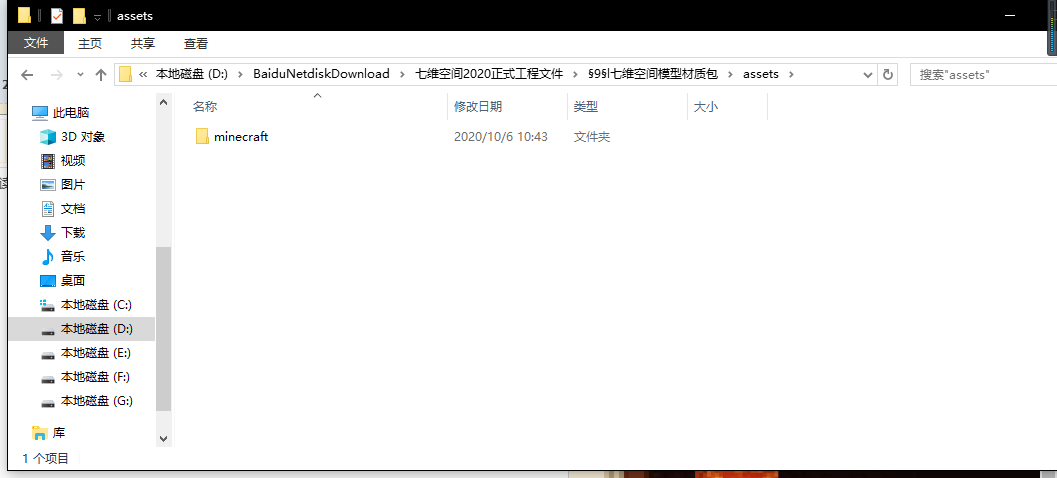 assets
文件 主页 共享 查看
« 本地磁盘 (D:) › BaiduNetdiskDownload › 七维空间2020正式工程文件 › §9§l七维空间模型材质包 › assets ›
搜索"assets"
名称 修改日期 类型 大小
minecraft 2020/10/6 10:43 文件夹
此电脑
3D 对象
视频
图片
文档
下载
音乐
桌面
本地磁盘 (C:)
本地磁盘 (D:)
本地磁盘 (E:)
本地磁盘 (F:)
本地磁盘 (G:)
库
1 个项目